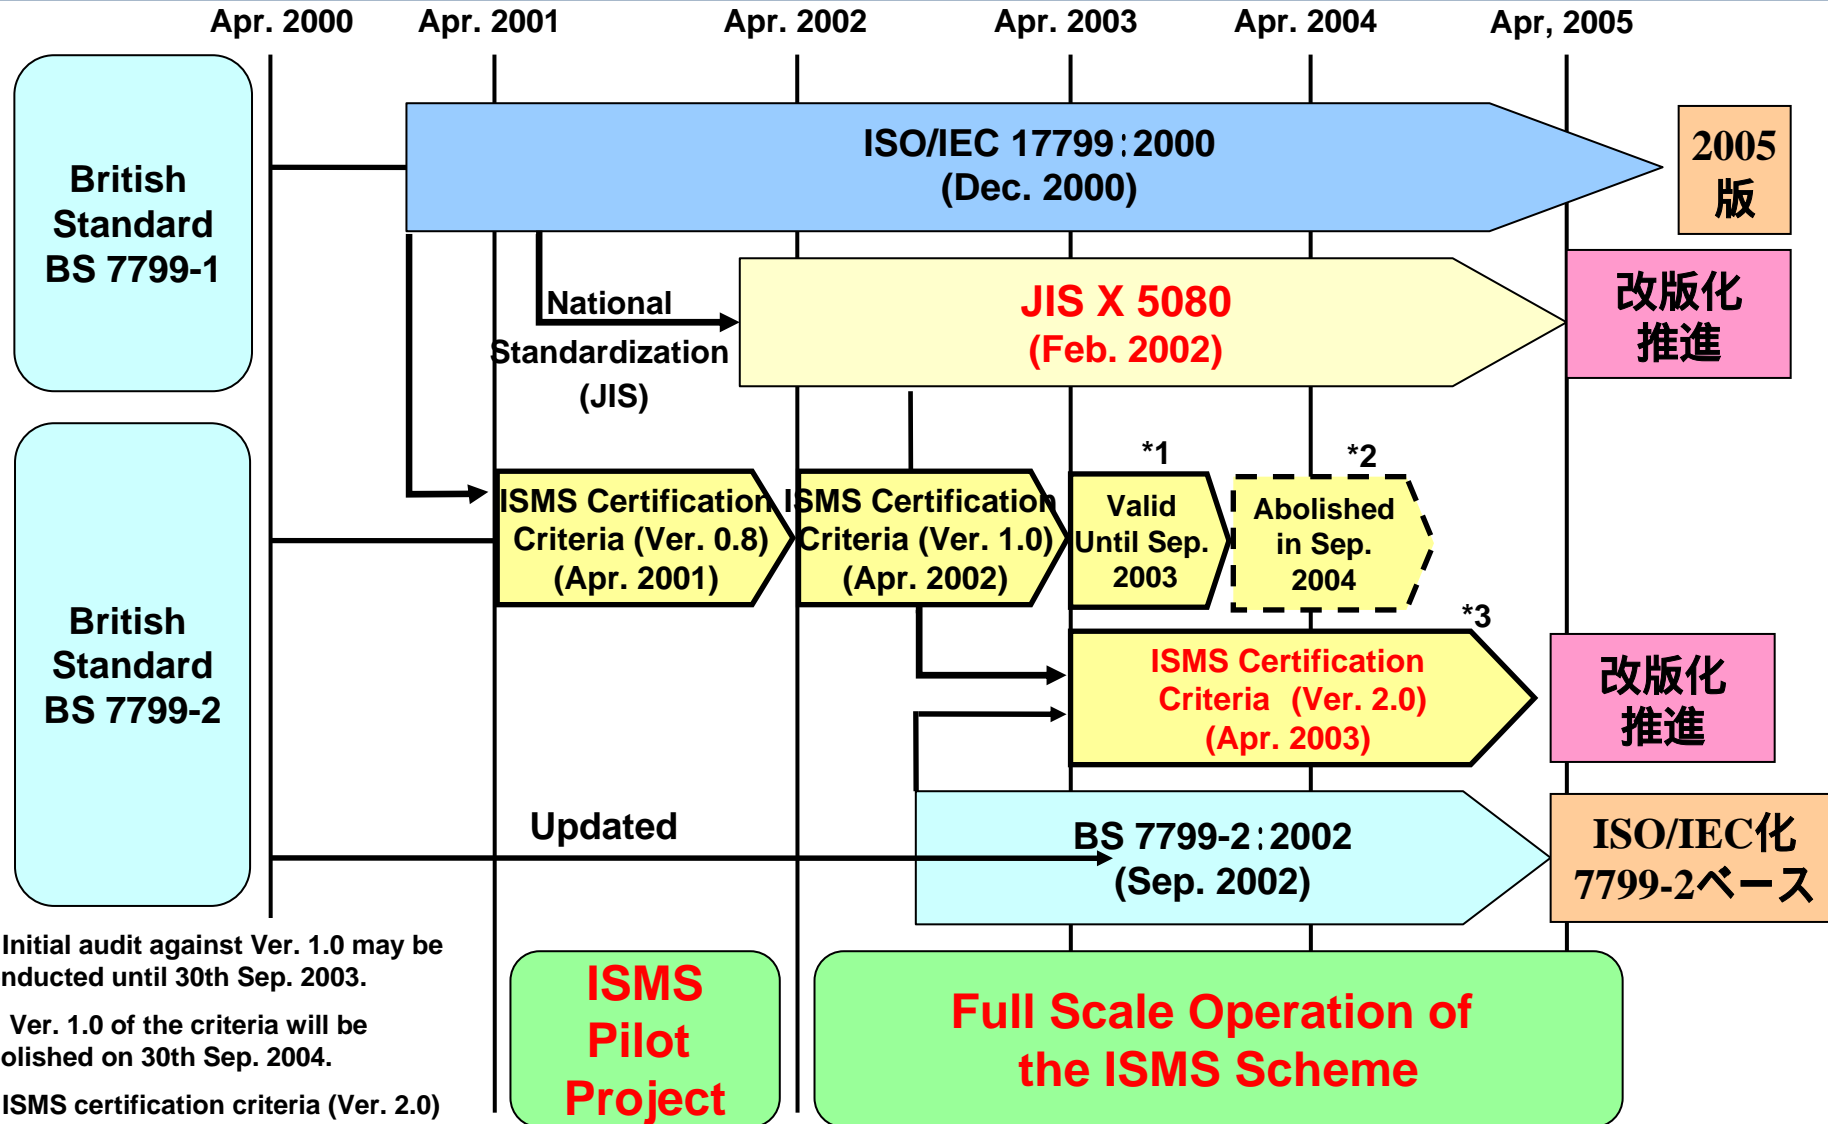 Apr. 2000
Apr. 2001
Apr. 2002
Apr. 2003
Apr. 2004
Apr, 2005
British
Standard
BS 7799-1
ISO/IEC 17799:2000
(Dec. 2000)
2005
版
National
Standardization
(JIS)
JIS X 5080
(Feb. 2002)
改版化
推進
British
Standard
BS 7799-2
ISMS Certification
Criteria (Ver. 0.8)
(Apr. 2001)
ISMS Certification
Criteria (Ver. 1.0)
(Apr. 2002)
*1
Valid
Until Sep.
2003
*2
Abolished
in Sep.
2004
*3
ISMS Certification
Criteria (Ver. 2.0)
(Apr. 2003)
改版化
推進
Updated
BS 7799-2:2002
(Sep. 2002)
ISO/IEC化
7799-2ベース
Initial audit against Ver. 1.0 may be
nducted until 30th Sep. 2003.
Ver. 1.0 of the criteria will be
olished on 30th Sep. 2004.
ISMS certification criteria (Ver. 2.0)
ISMS
Pilot
Project
Full Scale Operation of
the ISMS Scheme